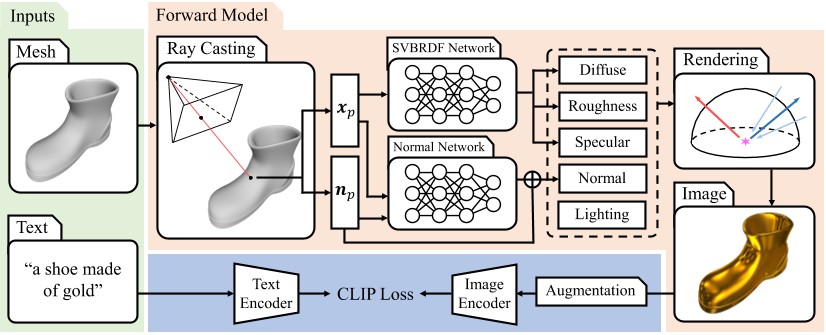 Inputs
Forward Model
Mesh
Ray Casting
SVBRDF Network
Rendering
x_p
n_p
Normal Network
Diffuse
Roughness
Specular
Normal
Lighting
Text
Image
"a shoe made
of gold"
Text
Encoder
CLIP Loss
Image
Encoder
Augmentation